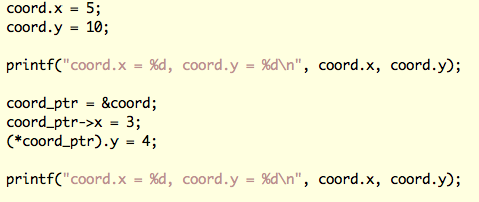 coord.x = 5;
coord.y = 10;
printf("coord.x = %d, coord.y = %d\n", coord.x, coord.y);
coord_ptr = &coord;
coord_ptr->x = 3;
(*coord_ptr).y = 4;
printf("coord.x = %d, coord.y = %d\n", coord.x, coord.y);